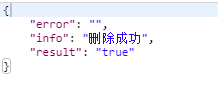 {
    "error": "",
    "info": "删除成功",
    "result": "true"
}